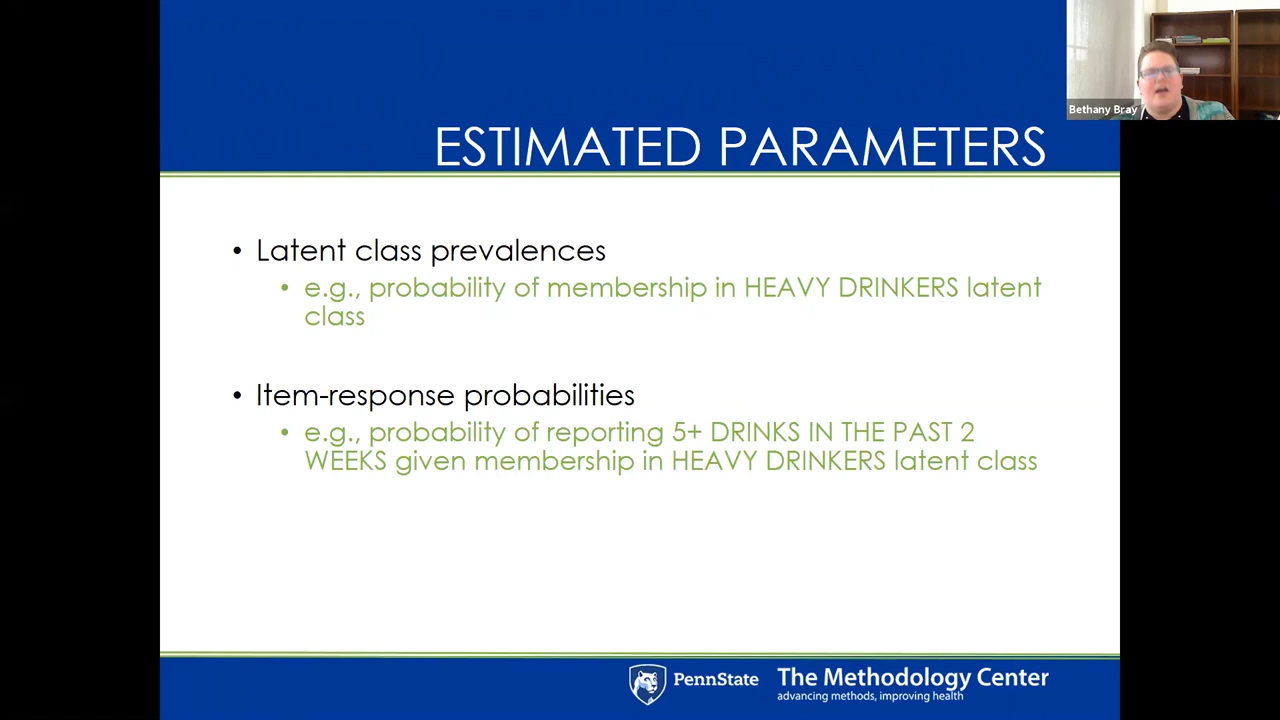 Bethany Bray
ESTIMATED PARAMETERS
• Latent class prevalences
• e.g., probability of membership in HEAVY DRINKERS latent
class
• Item-response probabilities
• e.g., probability of reporting 5+ DRINKS IN THE PAST 2
WEEKS given membership in HEAVY DRINKERS latent class
PennState
The Methodology Center
advancing methods, improving health